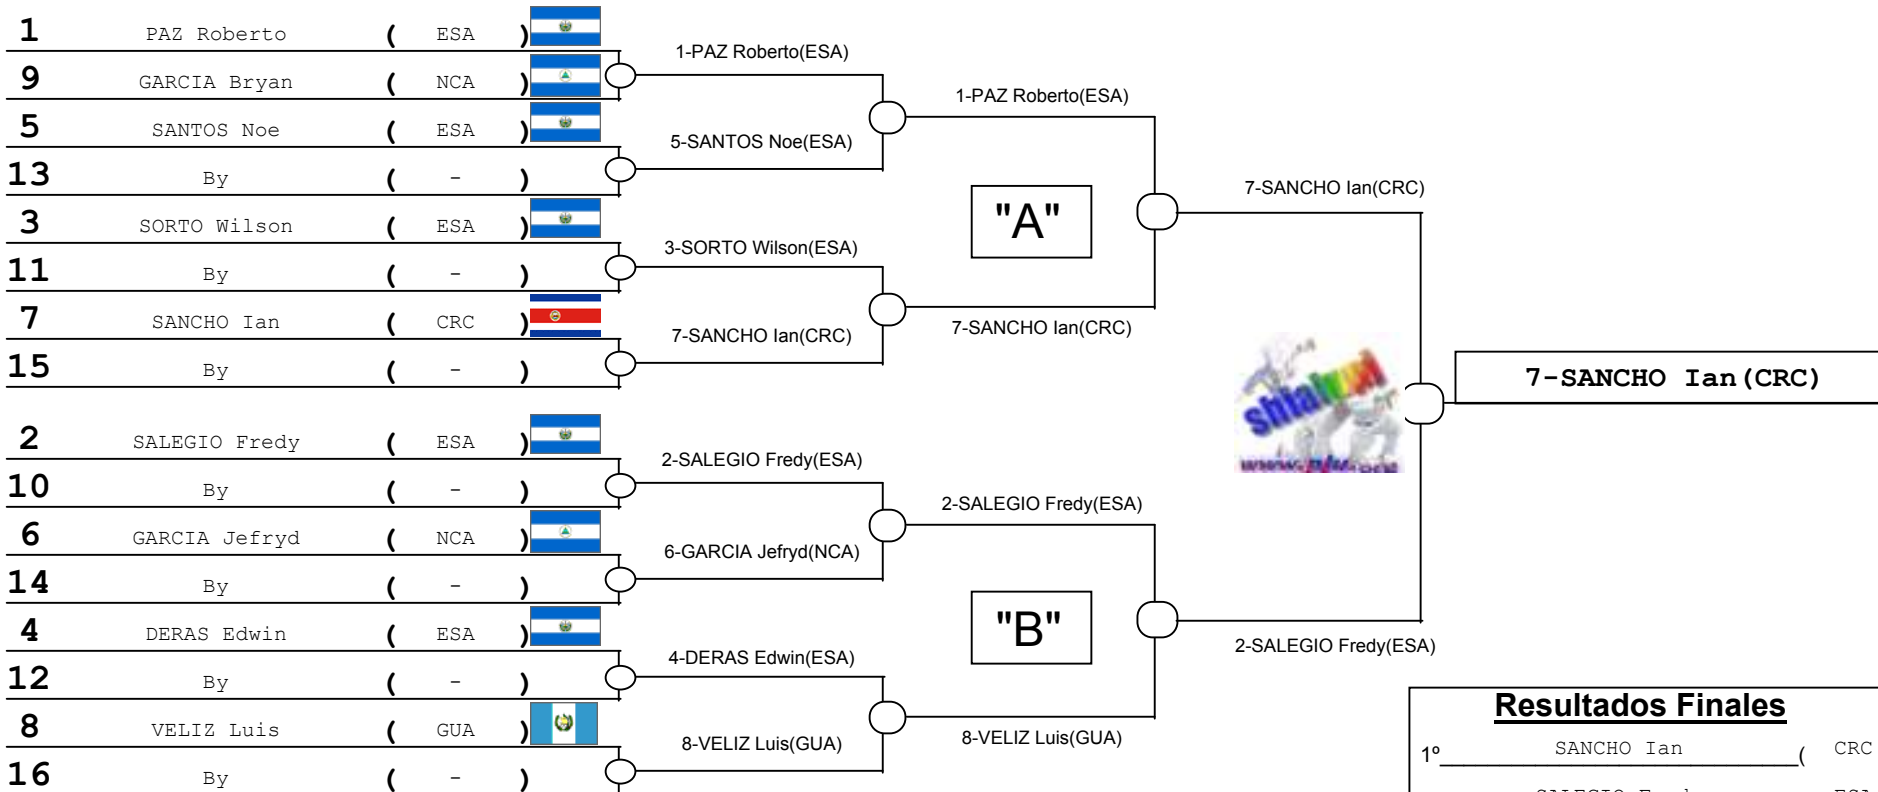 1 PAZ Roberto ( ESA )
9 GARCIA Bryan ( NCA )
5 SANTOS Noe ( ESA )
13 By ( - )
3 SORTO Wilson ( ESA )
11 By ( - )
7 SANCHO Ian ( CRC )
15 By ( - )
2 SALEGIO Fredy ( ESA )
10 By ( - )
6 GARCIA Jefryd ( NCA )
14 By ( - )
4 DERAS Edwin ( ESA )
12 By ( - )
8 VELIZ Luis ( GUA )
16 By ( - )
1-PAZ Roberto(ESA)
5-SANTOS Noe(ESA)
3-SORTO Wilson(ESA)
7-SANCHO Ian(CRC)
2-SALEGIO Fredy(ESA)
6-GARCIA Jefryd(NCA)
4-DERAS Edwin(ESA)
8-VELIZ Luis(GUA)
1-PAZ Roberto(ESA)
"A"
7-SANCHO Ian(CRC)
2-SALEGIO Fredy(ESA)
"B"
8-VELIZ Luis(GUA)
7-SANCHO Ian(CRC)
2-SALEGIO Fredy(ESA)
7-SANCHO Ian(CRC)
Resultados Finales
1º SANCHO Ian ( CRC
SALEGIO Fredy ESA